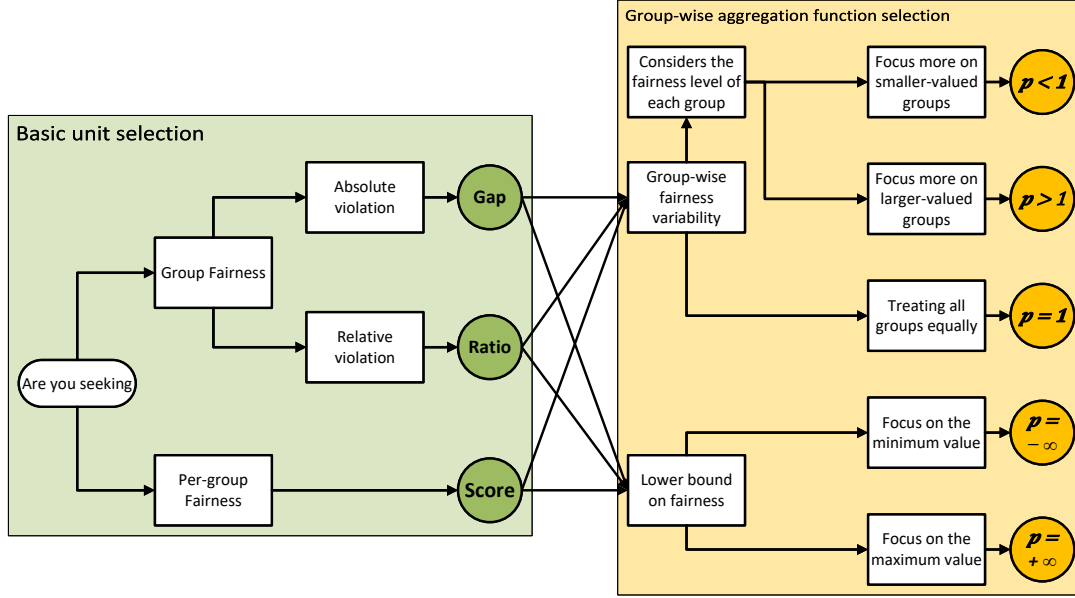 Basic unit selection
Are you seeking
Group Fairness
Per-group
Fairness
Absolute
violation
Relative
violation
Gap
Ratio
Score
Group-wise aggregation function selection
Considers the
fairness level of
each group
Group-wise
fairness
variability
Lower bound
on fairness
Focus more on
smaller-valued
groups
Focus more on
larger-valued
groups
Treating all
groups equally
Focus on the
minimum value
Focus on the
maximum value
p < 1
p > 1
p = 1
p =
− ∞
p =
+ ∞